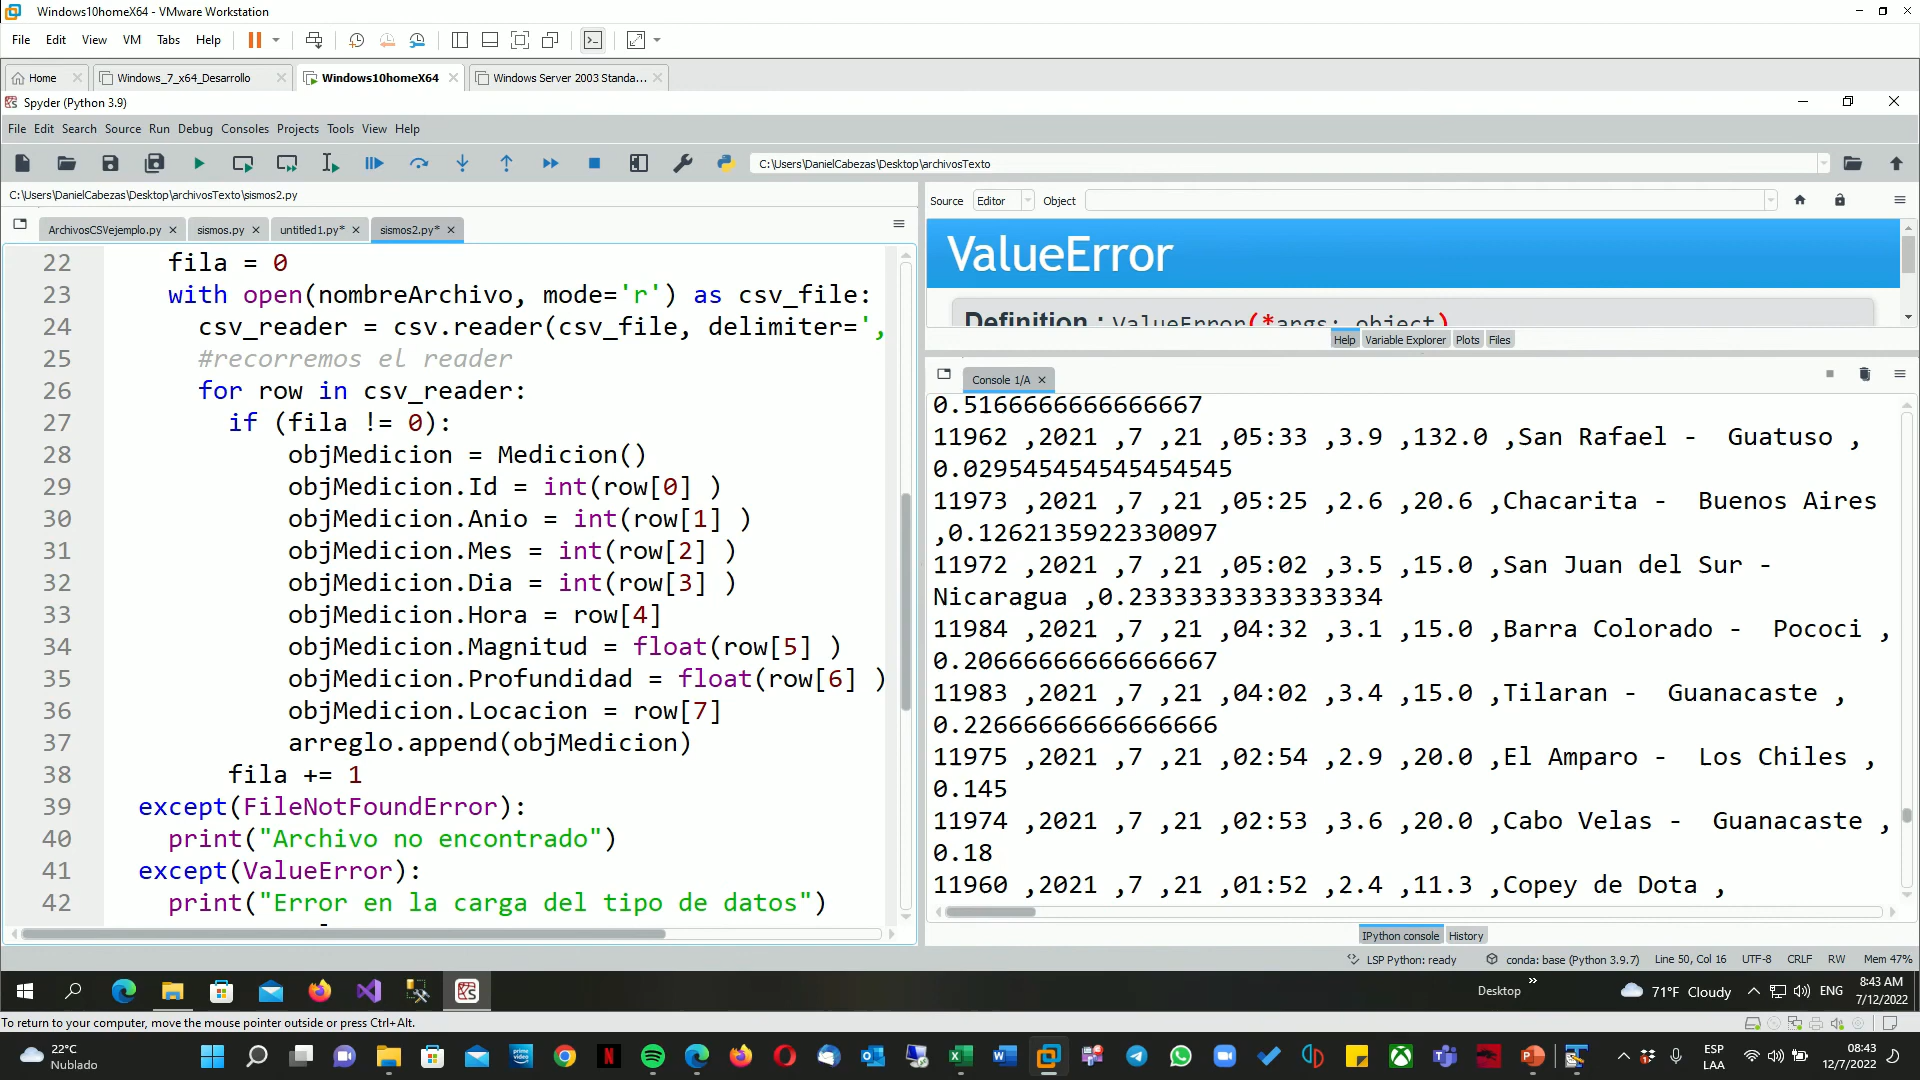 Windows10homeX64 - VMware Workstation
File Edit View VM Tabs Help
Home Windows_7_x64_Desarrollo Windows10homeX64 Windows Server 2003 Standa...
Spyder (Python 3.9)
File Edit Search Source Run Debug Consoles Projects Tools View Help
C:\Users\DanielCabezas\Desktop\archivosTexto
C:\Users\DanielCabezas\Desktop\archivosTexto\sismos2.py
ArchivosCSVejemplo.py sismos.py untitled1.py* sismos2.py*
22 fila = 0
23 with open(nombreArchivo, mode='r') as csv_file:
24 csv_reader = csv.reader(csv_file, delimiter=',
25 #recorremos el reader
26 for row in csv_reader:
27 if (fila != 0):
28 objMedicion = Medicion()
29 objMedicion.Id = int(row[0] )
30 objMedicion.Anio = int(row[1] )
31 objMedicion.Mes = int(row[2] )
32 objMedicion.Dia = int(row[3] )
33 objMedicion.Hora = row[4]
34 objMedicion.Magnitud = float(row[5] )
35 objMedicion.Profundidad = float(row[6] )
36 objMedicion.Locacion = row[7]
37 arreglo.append(objMedicion)
38 fila += 1
39 except(FileNotFoundError):
40 print("Archivo no encontrado")
41 except(ValueError):
42 print("Error en la carga del tipo de datos")
Source Editor Object
ValueError
Definition : ValueError(*args: object)
Help Variable Explorer Plots Files
Console 1/A
0.5166666666666667
11962 ,2021 ,7 ,21 ,05:33 ,3.9 ,132.0 ,San Rafael -  Guatuso ,
0.029545454545454545
11973 ,2021 ,7 ,21 ,05:25 ,2.6 ,20.6 ,Chacarita -  Buenos Aires
,0.1262135922330097
11972 ,2021 ,7 ,21 ,05:02 ,3.5 ,15.0 ,San Juan del Sur -
Nicaragua ,0.23333333333333334
11984 ,2021 ,7 ,21 ,04:32 ,3.1 ,15.0 ,Barra Colorado -  Pococi ,
0.20666666666666667
11983 ,2021 ,7 ,21 ,04:02 ,3.4 ,15.0 ,Tilaran -  Guanacaste ,
0.22666666666666666
11975 ,2021 ,7 ,21 ,02:54 ,2.9 ,20.0 ,El Amparo -  Los Chiles ,
0.145
11974 ,2021 ,7 ,21 ,02:53 ,3.6 ,20.0 ,Cabo Velas -  Guanacaste ,
0.18
11960 ,2021 ,7 ,21 ,01:52 ,2.4 ,11.3 ,Copey de Dota ,
IPython console History
LSP Python: ready conda: base (Python 3.9.7) Line 50, Col 16 UTF-8 CRLF RW Mem 47%
Desktop 71°F Cloudy ENG 8:43 AM
7/12/2022
To return to your computer, move the mouse pointer outside or press Ctrl+Alt.
22°C
Nublado
ESP
LAA
08:43
12/7/2022